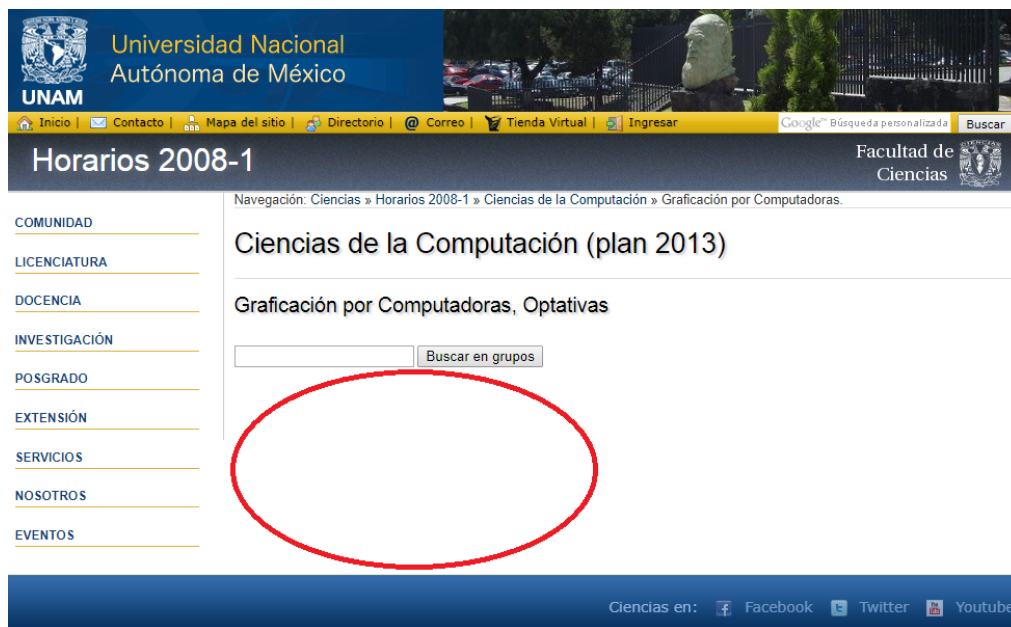 Universidad Nacional
Autónoma de México
UNAM
Inicio | Contacto | Mapa del sitio | Directorio | @ Correo | Tienda Virtual | Ingresar Google™ Búsqueda personalizada Buscar
Horarios 2008-1
Facultad de
Ciencias
Navegación: Ciencias » Horarios 2008-1 » Ciencias de la Computación » Graficación por Computadoras.
COMUNIDAD
LICENCIATURA
DOCENCIA
INVESTIGACIÓN
POSGRADO
EXTENSIÓN
SERVICIOS
NOSOTROS
EVENTOS
Ciencias de la Computación (plan 2013)
Graficación por Computadoras, Optativas
Buscar en grupos
Ciencias en: Facebook Twitter Youtube